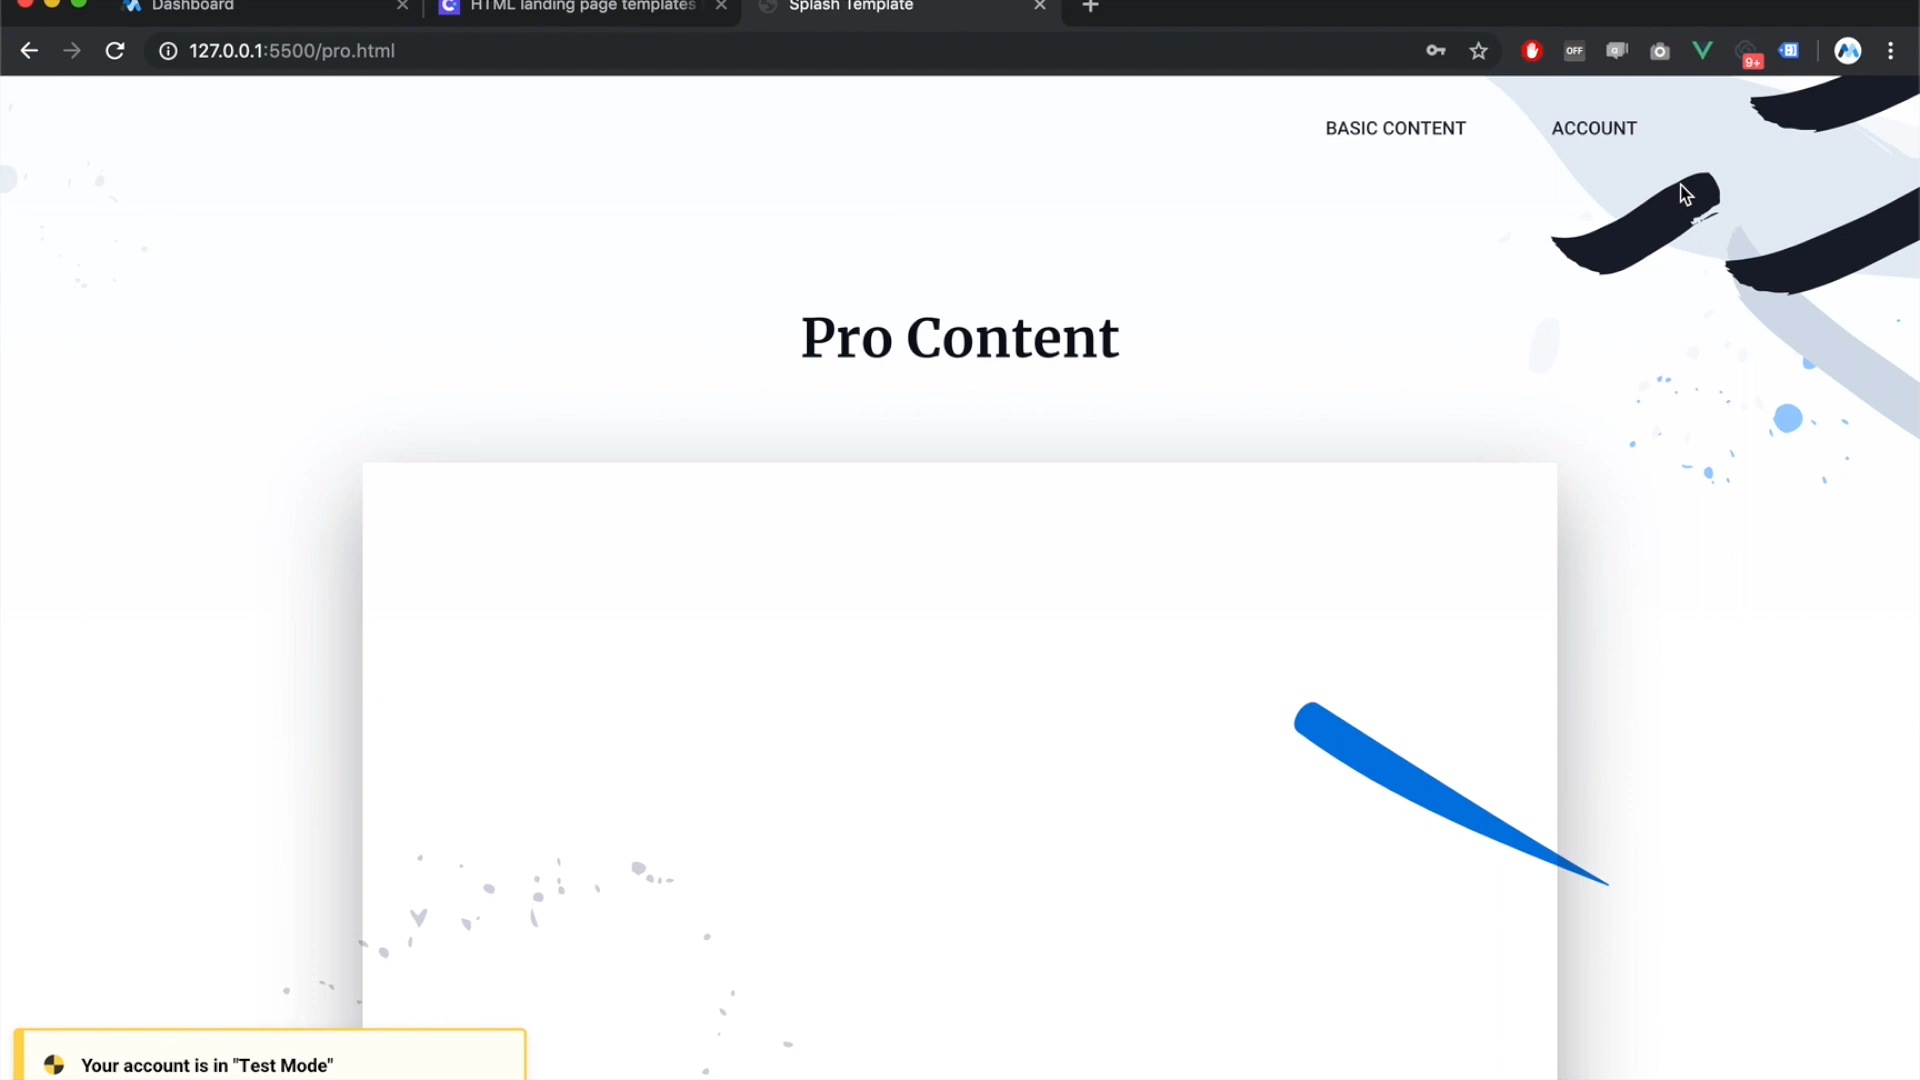 Dashboard
HTML landing page templates
Splash Template
127.0.0.1:5500/pro.html
OFF
9+
BASIC CONTENT
ACCOUNT
Pro Content
Your account is in "Test Mode"